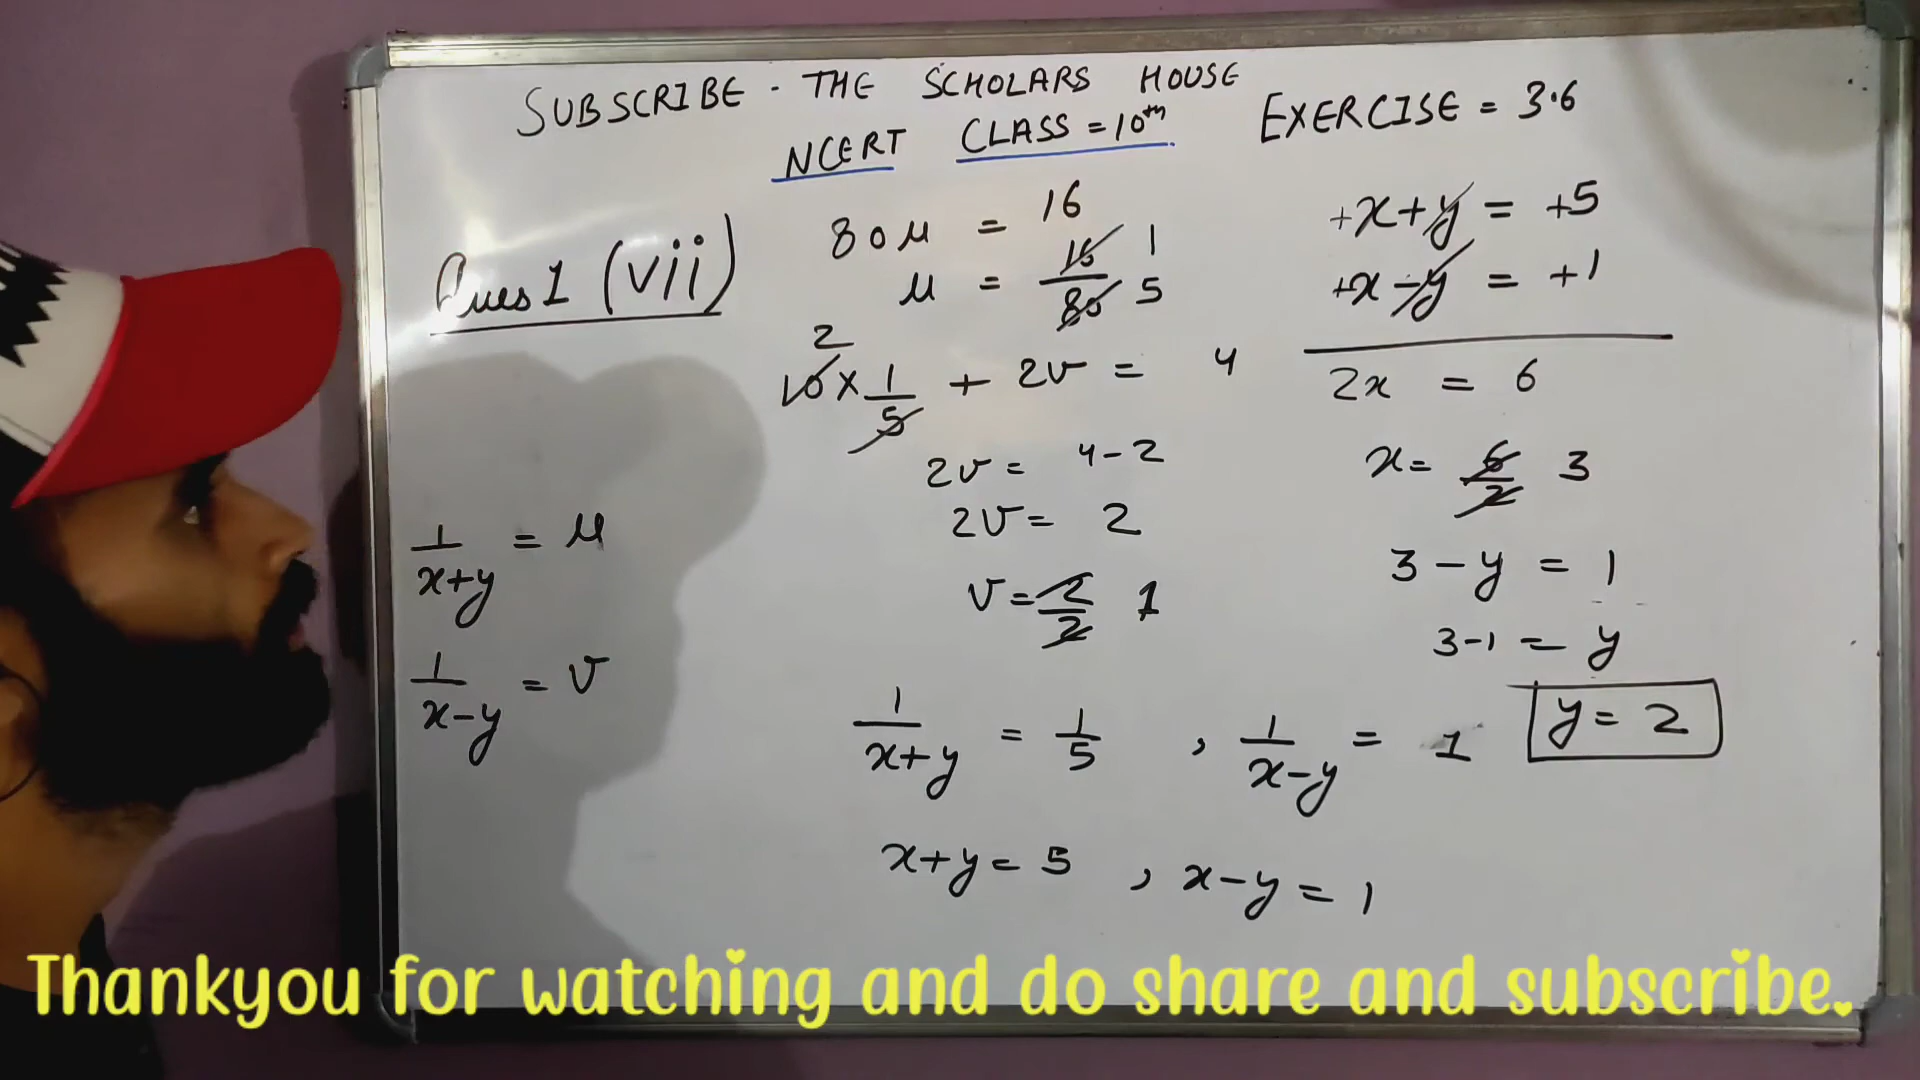 SUBSCRIBE - THE SCHOLARS HOUSE
NCERT CLASS = 10th
EXERCISE = 3.6
Ques 1 (vii)
1/(x+y) = μ
1/(x-y) = v
80μ = 16
μ = 16/80 1/5
2
10 × 1/5 + 2v = 4
2v = 4-2
2v = 2
v = 2/2 1
1/(x+y) = 1/5 , 1/(x-y) = 1
x+y = 5 , x-y = 1
+x+y = +5
+x-y = +1
2x = 6
x = 6/2 3
3-y = 1
3-1 = y
y = 2
Thankyou for watching and do share and subscribe.